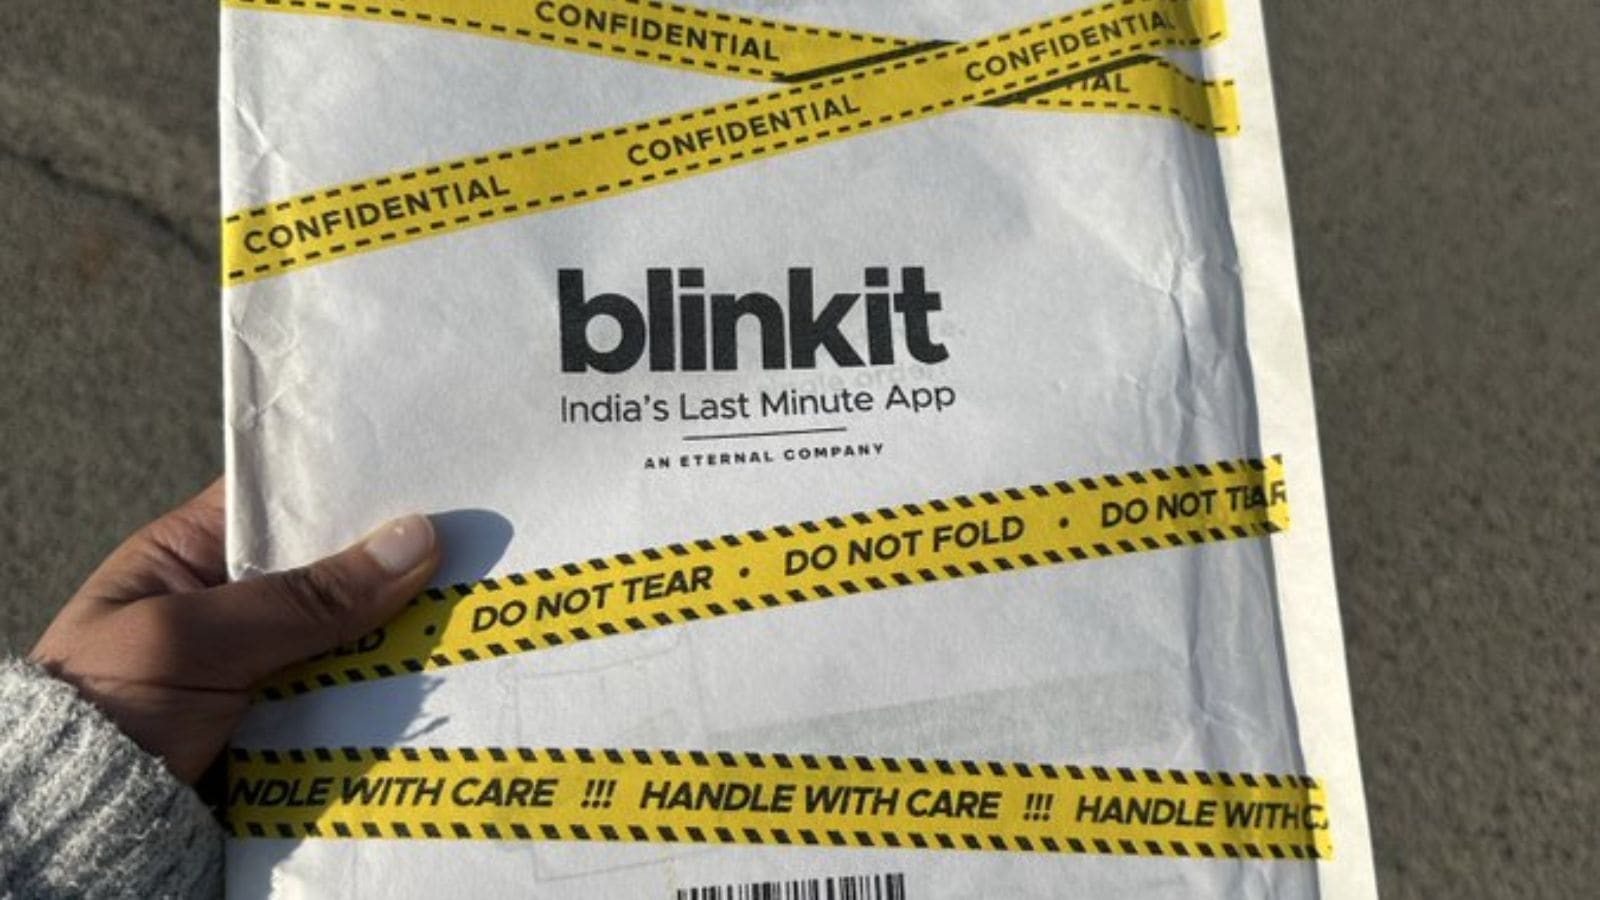 CONFIDENTIAL
CONFIDENTIAL CONFIDENTIAL CONFIDENTIAL
blinkit
India's Last Minute App
AN ETERNAL COMPANY
• DO NOT TEAR • DO NOT FOLD • DO NOT TEAR
WITH CARE !!! HANDLE WITH CARE !!! HANDLE WITH